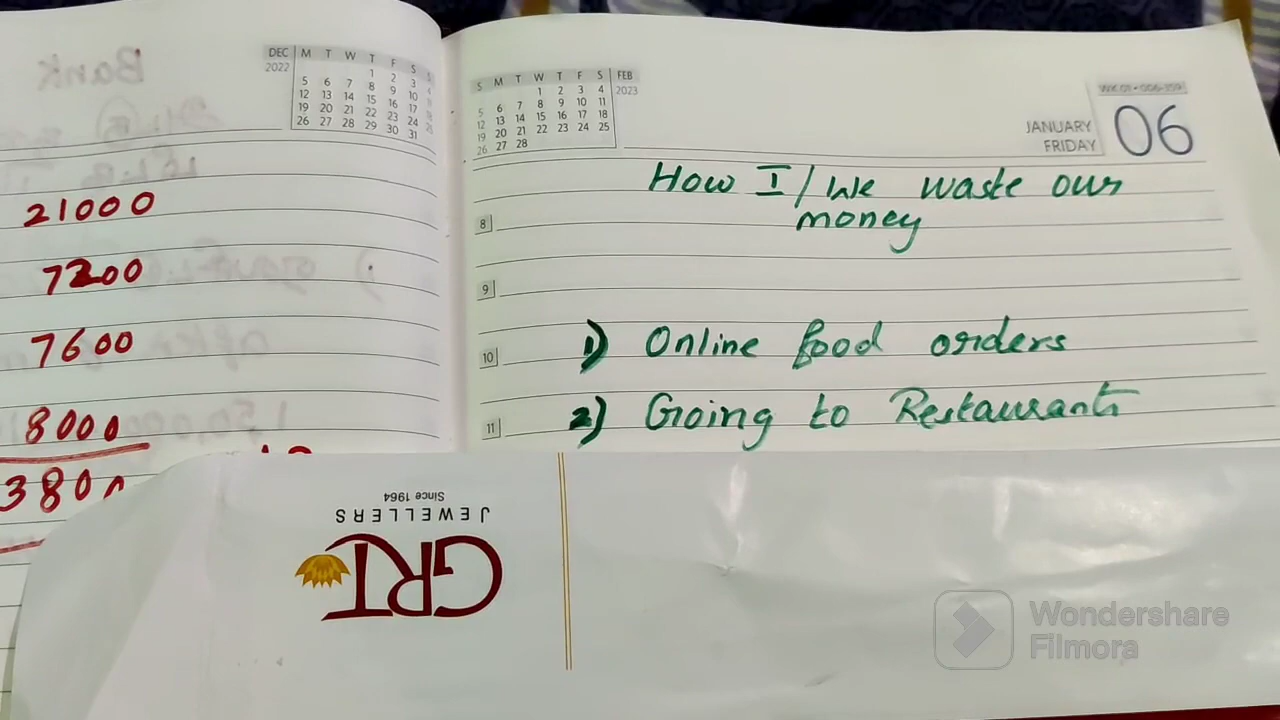 DEC
2022
M T W T F S S
1 2 3 4
5 6 7 8 9 10 11
12 13 14 15 16 17 18
19 20 21 22 23 24 25
26 27 28 29 30 31
21000
7200
7600
8000
FEB
2023
S M T W T F S
1 2 3 4
5 6 7 8 9 10 11
12 13 14 15 16 17 18
19 20 21 22 23 24 25
26 27 28
JANUARY
FRIDAY
06
How I/We waste our
money
8
9
10
1) Online food orders
11
2) Going to Restaurants
GRT
JEWELLERS
Since 1964
Wondershare
Filmora